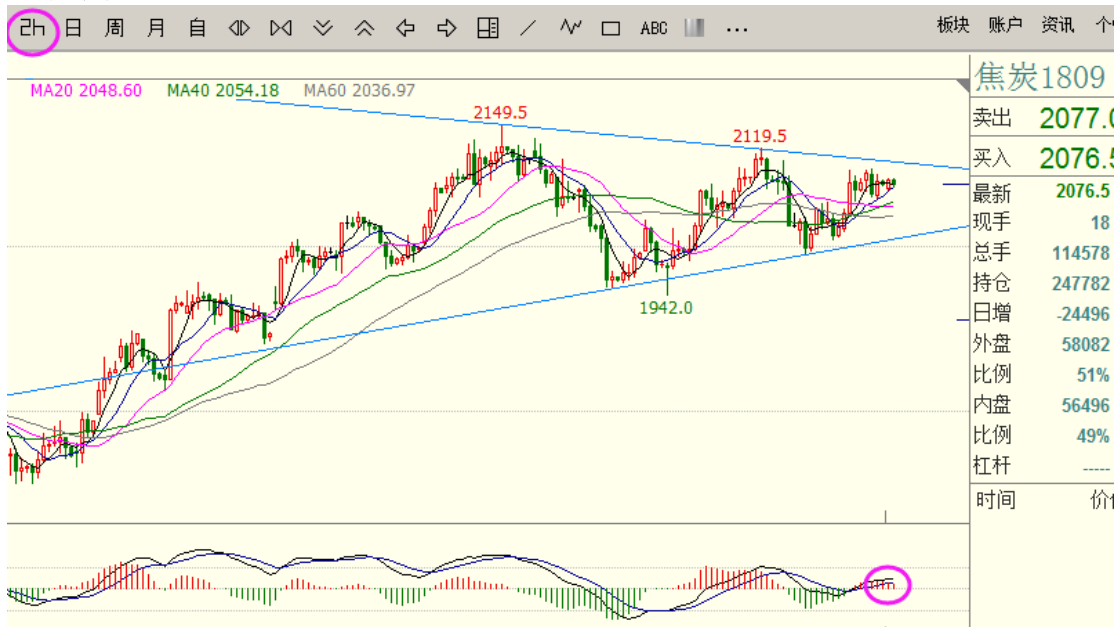 2H 日 周 月 自 ABC ... 板块 账户 资讯
MA20 2048.60 MA40 2054.18 MA60 2036.97
2149.5
2119.5
1942.0
焦炭1809
卖出 2077.0
买入 2076.5
最新 2076.5
现手 18
总手 114578
持仓 247782
日增 -24496
外盘 58082
比例 51%
内盘 56496
比例 49%
杠杆 -----
时间